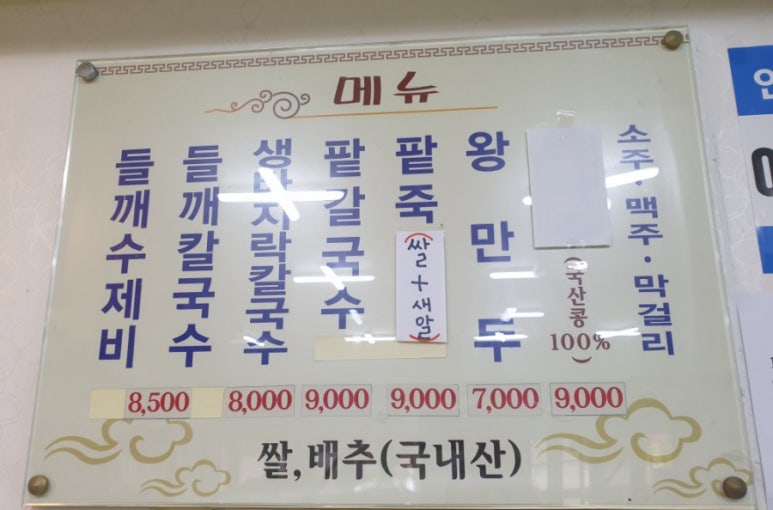 메뉴
들깨수제비
들깨칼국수
생바지락칼국수
팥칼국수
팥죽
(쌀+새알)
왕만두
(국산콩 100%)
소주·맥주·막걸리
8,500
8,000
9,000
9,000
7,000
9,000
쌀,배추(국내산)